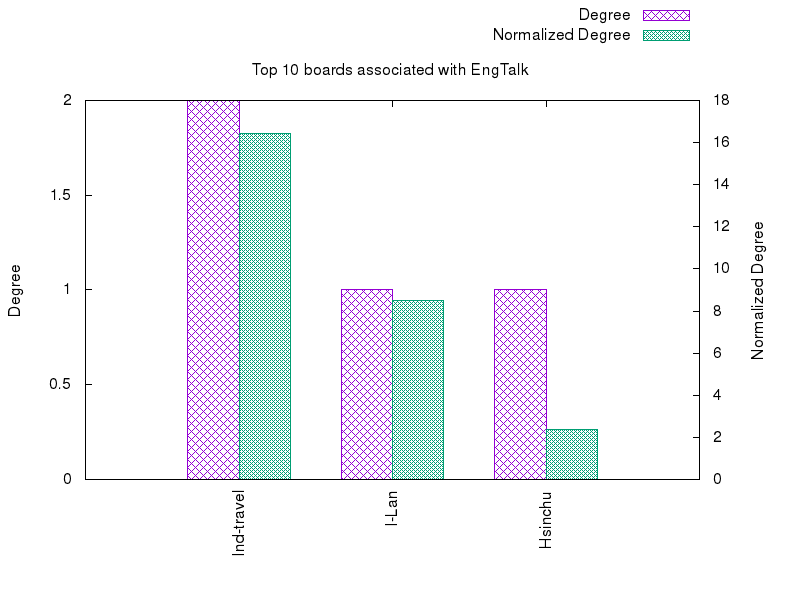 Degree
Normalized Degree
Top 10 boards associated with EngTalk
2
1.5
1
0.5
0
Degree
18
16
14
12
10
8
6
4
2
0
Normalized Degree
Ind-travel
I-Lan
Hsinchu